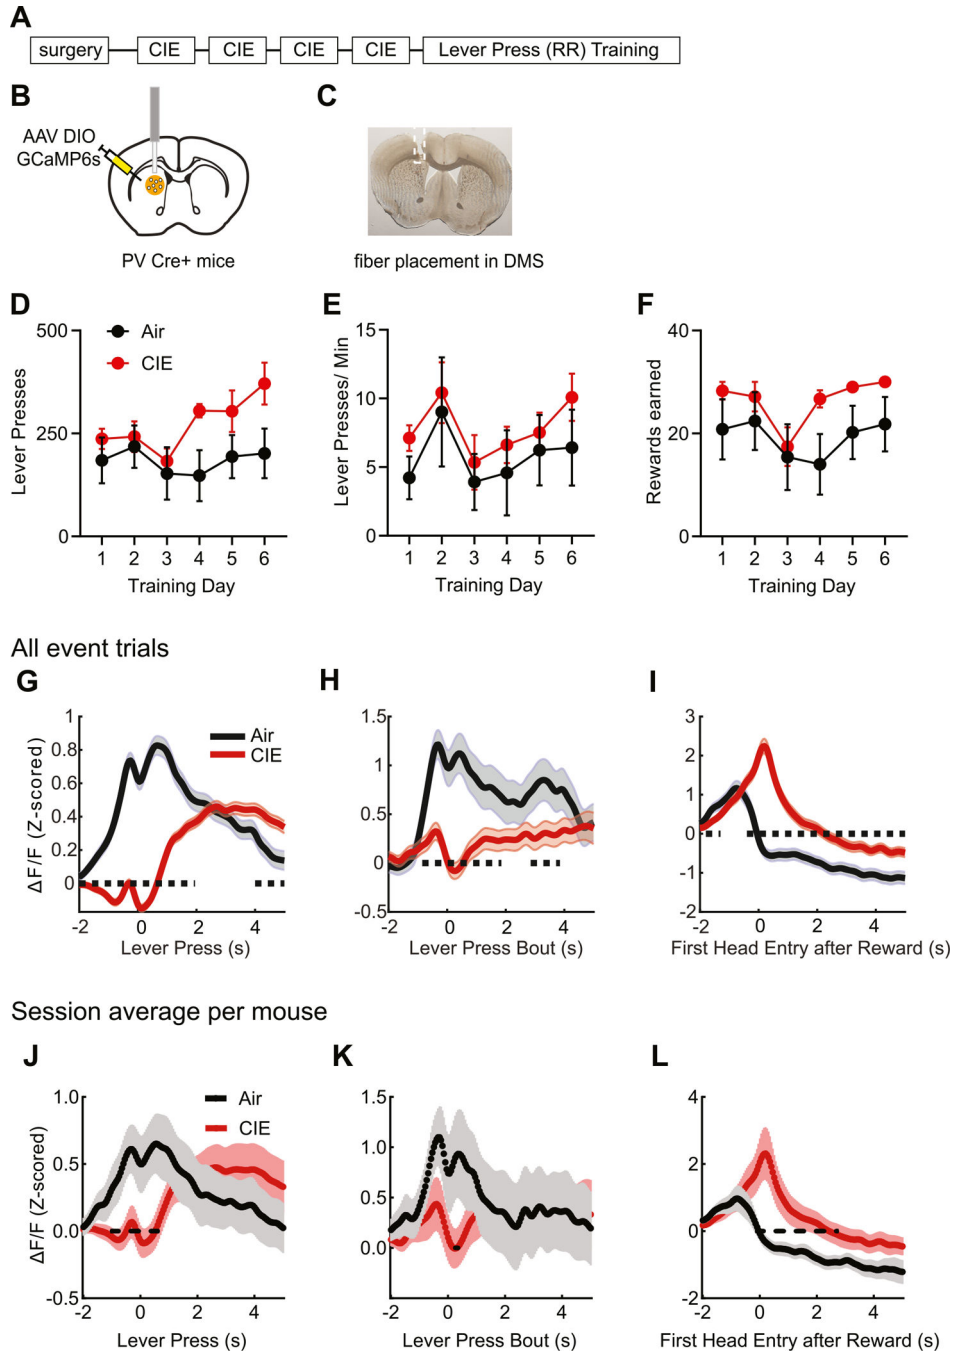 A
surgery CIE CIE CIE CIE Lever Press (RR) Training
B
C
AAV DIO
GCaMP6s
PV Cre+ mice
fiber placement in DMS
D
E
F
500
250
0
Air
CIE
Lever Presses
1 2 3 4 5 6
Training Day
15
10
5
0
Lever Presses/ Min
1 2 3 4 5 6
Training Day
40
20
0
Rewards earned
1 2 3 4 5 6
Training Day
All event trials
G
H
I
1
0.8
0.6
0.4
0.2
0
ΔF/F (Z-scored)
Air
CIE
-2 0 2 4
Lever Press (s)
1.5
1
0.5
0
-0.5
-2 0 2 4
Lever Press Bout (s)
3
2
1
0
-1
-2
-2 0 2 4
First Head Entry after Reward (s)
Session average per mouse
J
K
L
1.0
0.5
0.0
-0.5
ΔF/F (Z-scored)
Air
CIE
-2 0 2 4
Lever Press (s)
1.5
1.0
0.5
0.0
-0.5
-2 0 2 4
Lever Press Bout (s)
4
2
0
-2
-2 0 2 4
First Head Entry after Reward (s)